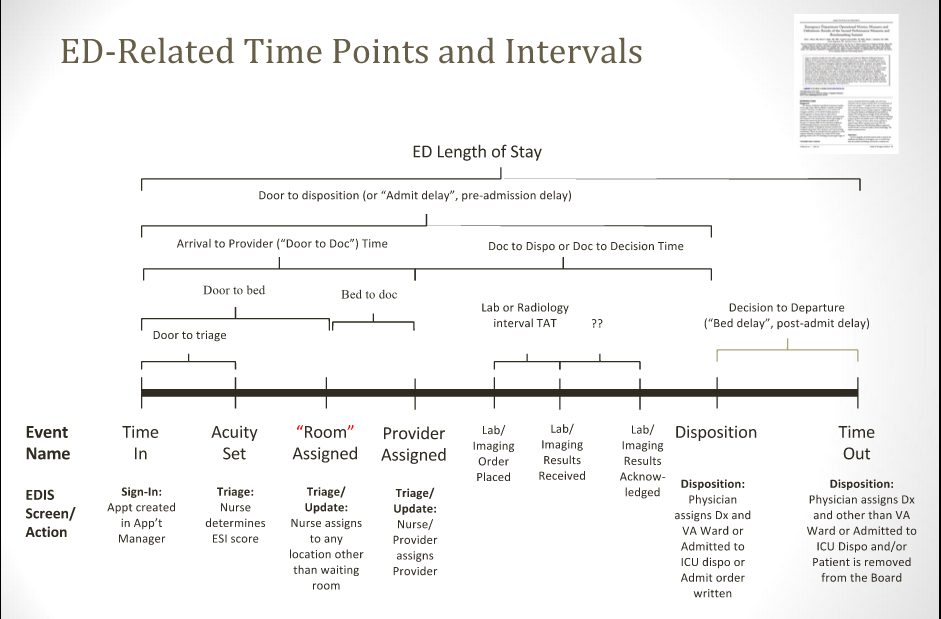 ED-Related Time Points and Intervals
ED Length of Stay
Door to disposition (or “Admit delay”, pre-admission delay)
Arrival to Provider (“Door to Doc”) Time
Doc to Dispo or Doc to Decision Time
Door to bed
Bed to doc
Lab or Radiology
interval TAT
??
Decision to Departure
(“Bed delay”, post-admit delay)
Door to triage
Event
Name
Time
In
Acuity
Set
“Room”
Assigned
Provider
Assigned
Lab/
Imaging
Order
Placed
Lab/
Imaging
Results
Received
Lab/
Imaging
Results
Acknow-
ledged
Disposition
Time
Out
EDIS
Screen/
Action
Sign-In:
Appt created
in App’t
Manager
Triage:
Nurse
determines
ESI score
Triage/
Update:
Nurse assigns
to any
location other
than waiting
room
Triage/
Update:
Nurse/
Provider
assigns
Provider
Disposition:
Physician
assigns Dx and
VA Ward or
Admitted to
ICU dispo or
Admit order
written
Disposition:
Physician assigns Dx
and other than VA
Ward or Admitted to
ICU Dispo and/or
Patient is removed
from the Board